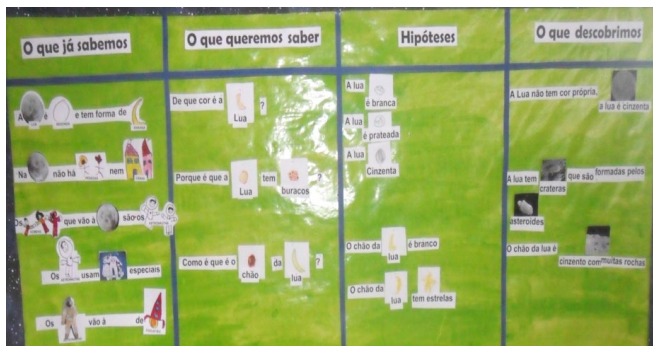 O que já sabemos
O que queremos saber
Hipóteses
O que descobrimos
A e e tem forma de
Na não há nem
Os que vão à são os
Os usam especiais
Os vão à de
De que cor é a Lua ?
Porque é que a Lua tem buracos ?
Como é que é o chão da lua ?
A lua é branca
A lua é prateada
A lua Cinzenta
O chão da lua é branco
O chão da lua tem estrelas
A Lua não tem cor própria, a lua é cinzenta
A lua tem crateras que são formadas pelos
asteroides
O chão da lua é cinzento com muitas rochas